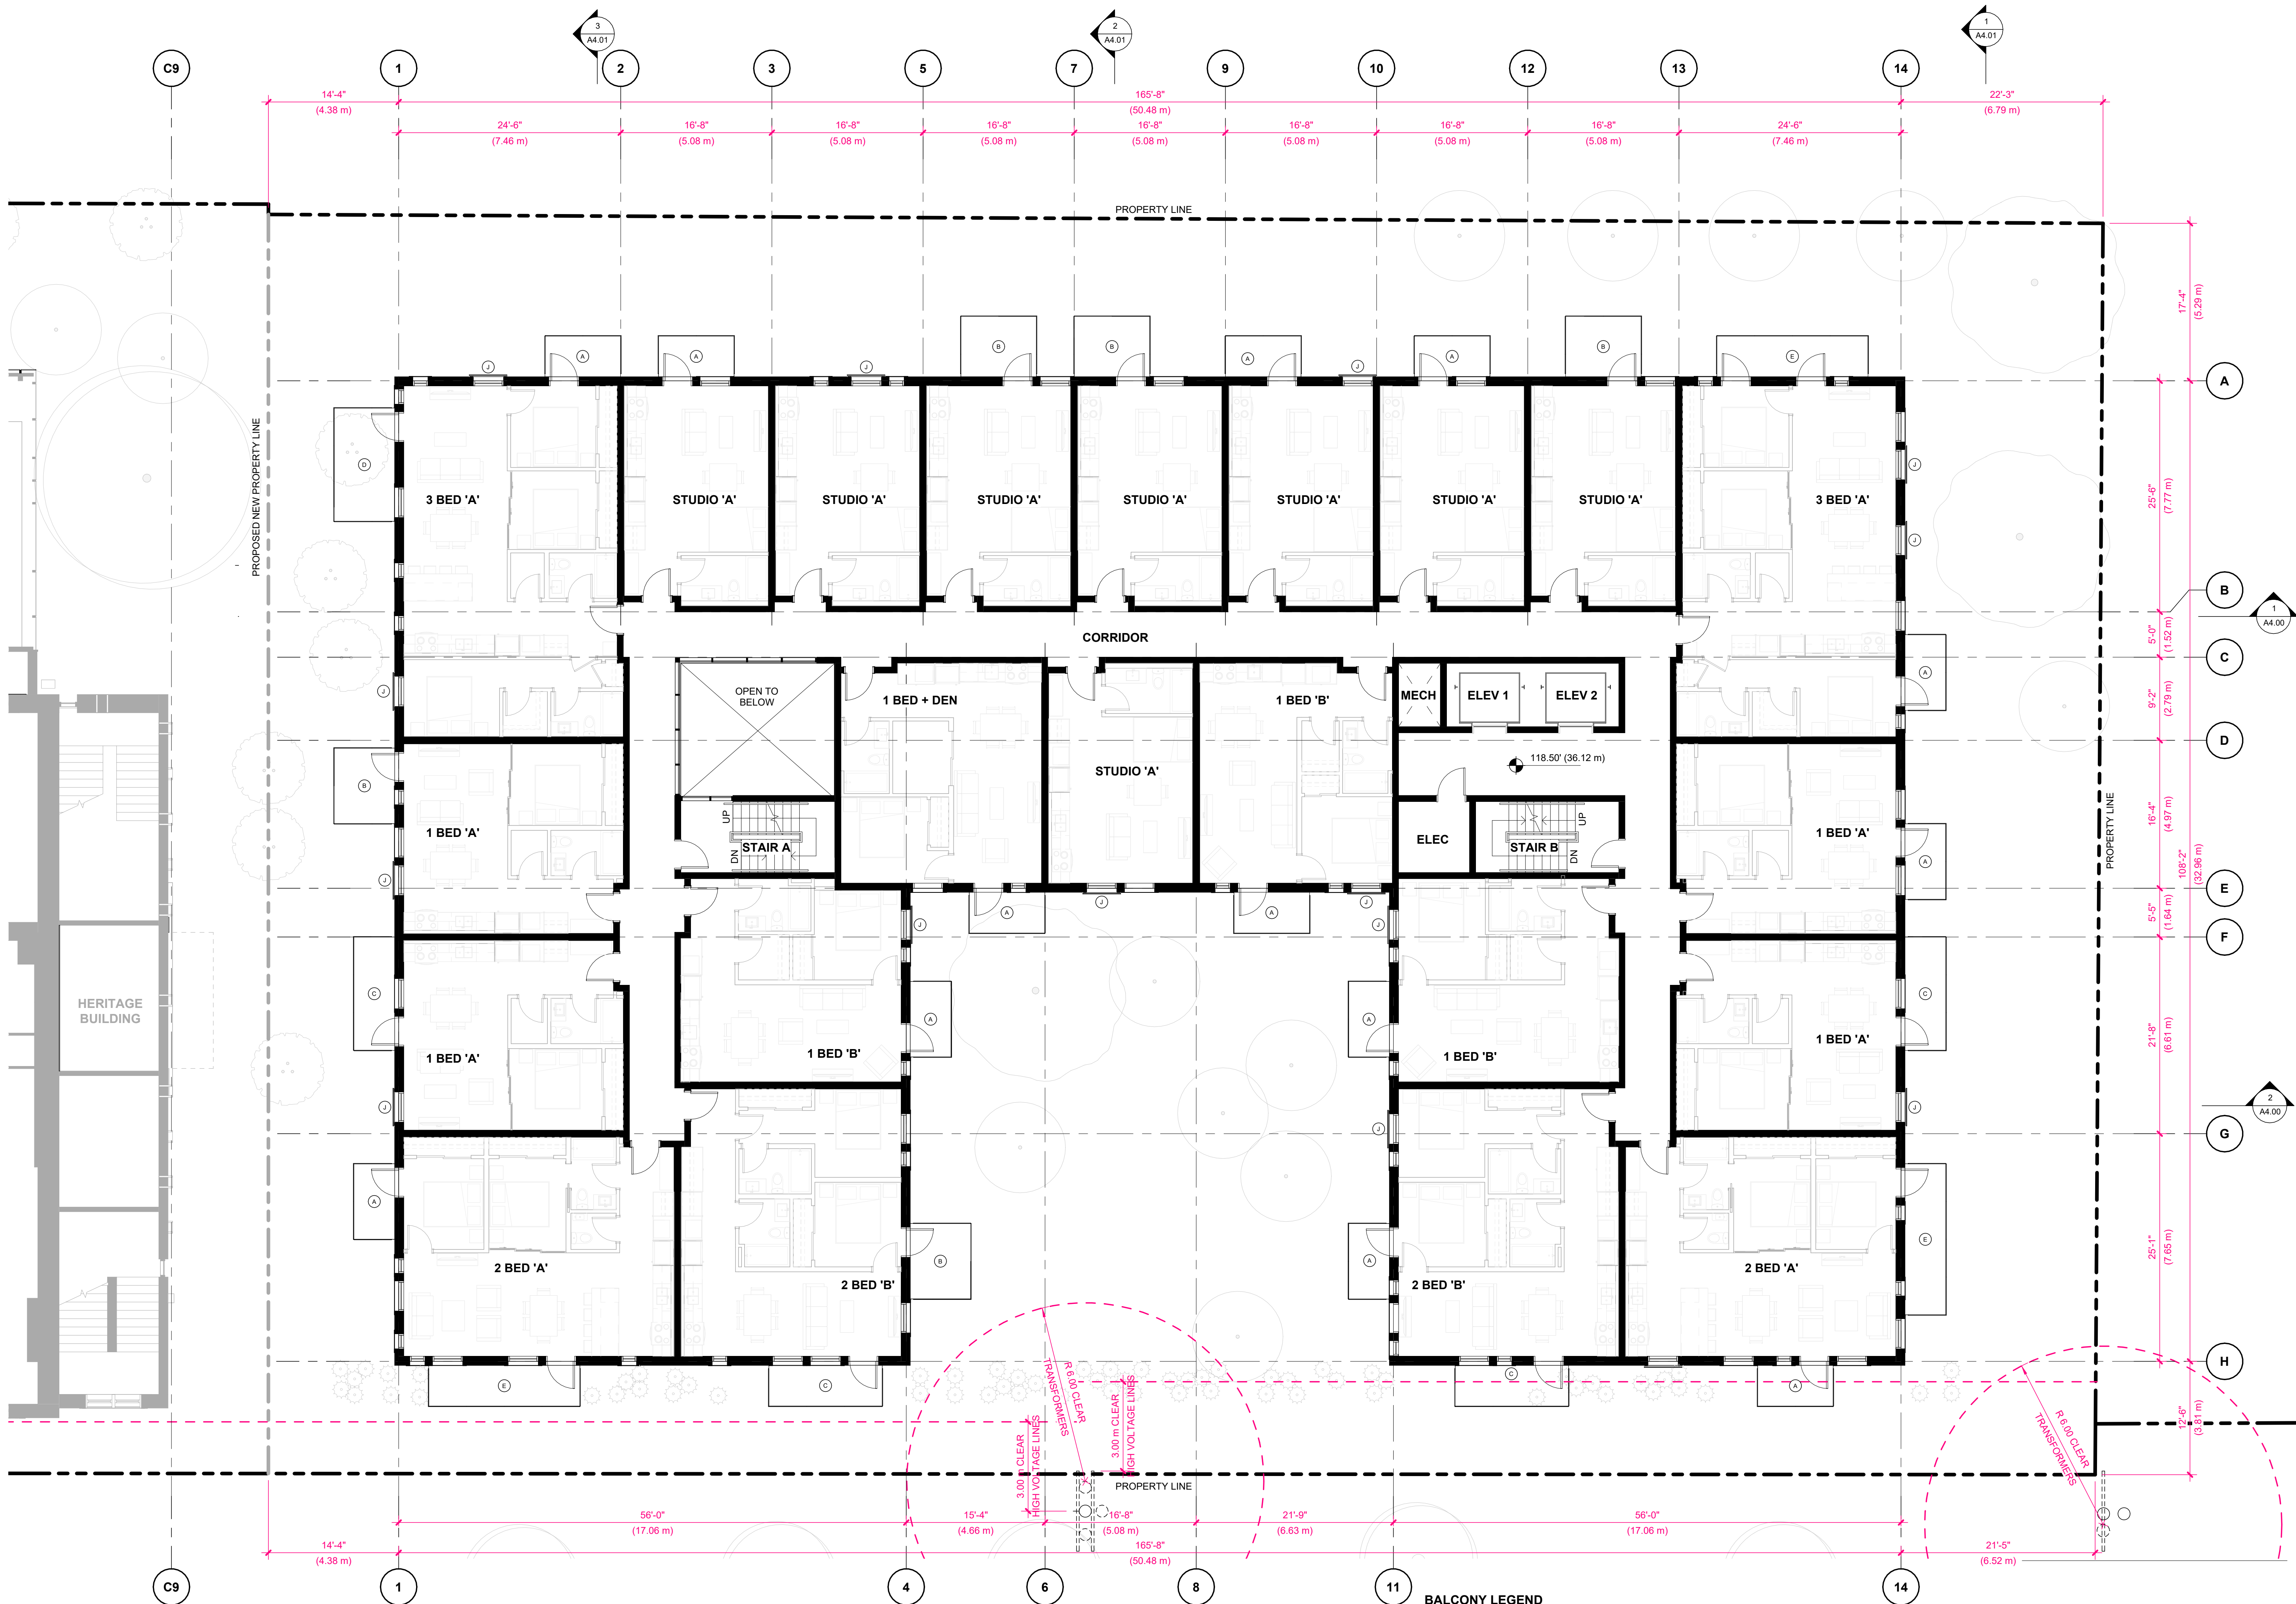 3
A4.01
2
A4.01
1
A4.01
C9
1
2
3
5
7
9
10
12
13
14
14'-4"
(4.38 m)
165'-8"
(50.48 m)
22'-3"
(6.79 m)
24'-6"
(7.46 m)
16'-8"
(5.08 m)
16'-8"
(5.08 m)
16'-8"
(5.08 m)
16'-8"
(5.08 m)
16'-8"
(5.08 m)
16'-8"
(5.08 m)
16'-8"
(5.08 m)
24'-6"
(7.46 m)
PROPERTY LINE
17'-4"
(5.29 m)
J
A
A
J
B
B
A
J
A
B
E
A
D
J
J
PROPOSED NEW PROPERTY LINE
3 BED 'A'
STUDIO 'A'
STUDIO 'A'
STUDIO 'A'
STUDIO 'A'
STUDIO 'A'
STUDIO 'A'
STUDIO 'A'
3 BED 'A'
25'-6"
(7.77 m)
B
1
A4.00
CORRIDOR
5'-0"
(1.52 m)
C
J
OPEN TO
BELOW
1 BED + DEN
1 BED 'B'
MECH
ELEV 1
ELEV 2
A
9'-2"
(2.79 m)
D
STUDIO 'A'
118.50' (36.12 m)
B
1 BED 'A'
UP
DN
STAIR A
ELEC
STAIR B
UP
DN
1 BED 'A'
A
16'-4"
(4.97 m)
108'-2"
(32.96 m)
PROPERTY LINE
J
E
A
J
A
J
J
J
5'-5"
(1.64 m)
F
HERITAGE
BUILDING
C
A
A
C
1 BED 'A'
1 BED 'B'
1 BED 'B'
1 BED 'A'
21'-8"
(6.61 m)
J
J
J
2
A4.00
G
A
B
A
E
2 BED 'A'
2 BED 'B'
2 BED 'B'
2 BED 'A'
25'-1"
(7.65 m)
H
E
C
C
A
R 6.00 CLEAR
TRANSFORMERS
3.00 m CLEAR
HIGH VOLTAGE LINES
3.00 m CLEAR
HIGH VOLTAGE LINES
R 6.00 CLEAR
TRANSFORMERS
12'-6"
(3.81 m)
PROPERTY LINE
56'-0"
(17.06 m)
15'-4"
(4.66 m)
16'-8"
(5.08 m)
21'-9"
(6.63 m)
56'-0"
(17.06 m)
14'-4"
(4.38 m)
165'-8"
(50.48 m)
21'-5"
(6.52 m)
C9
1
4
6
8
11
14
BALCONY LEGEND